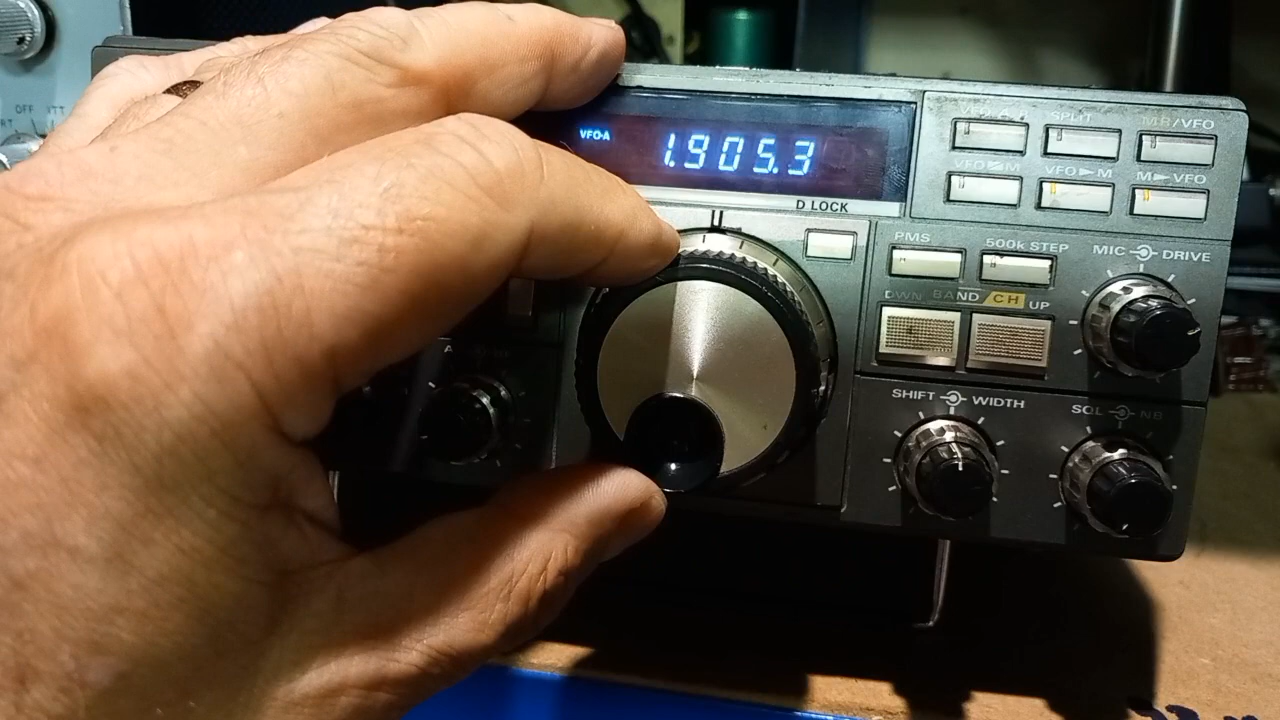 OFF
VFO-A
1.905.3
D LOCK
SPLIT MR/VFO
VFO►M M►VFO
PMS 500k STEP
MIC DRIVE
DWN BAND CH UP
SHIFT WIDTH
SQL NB
A